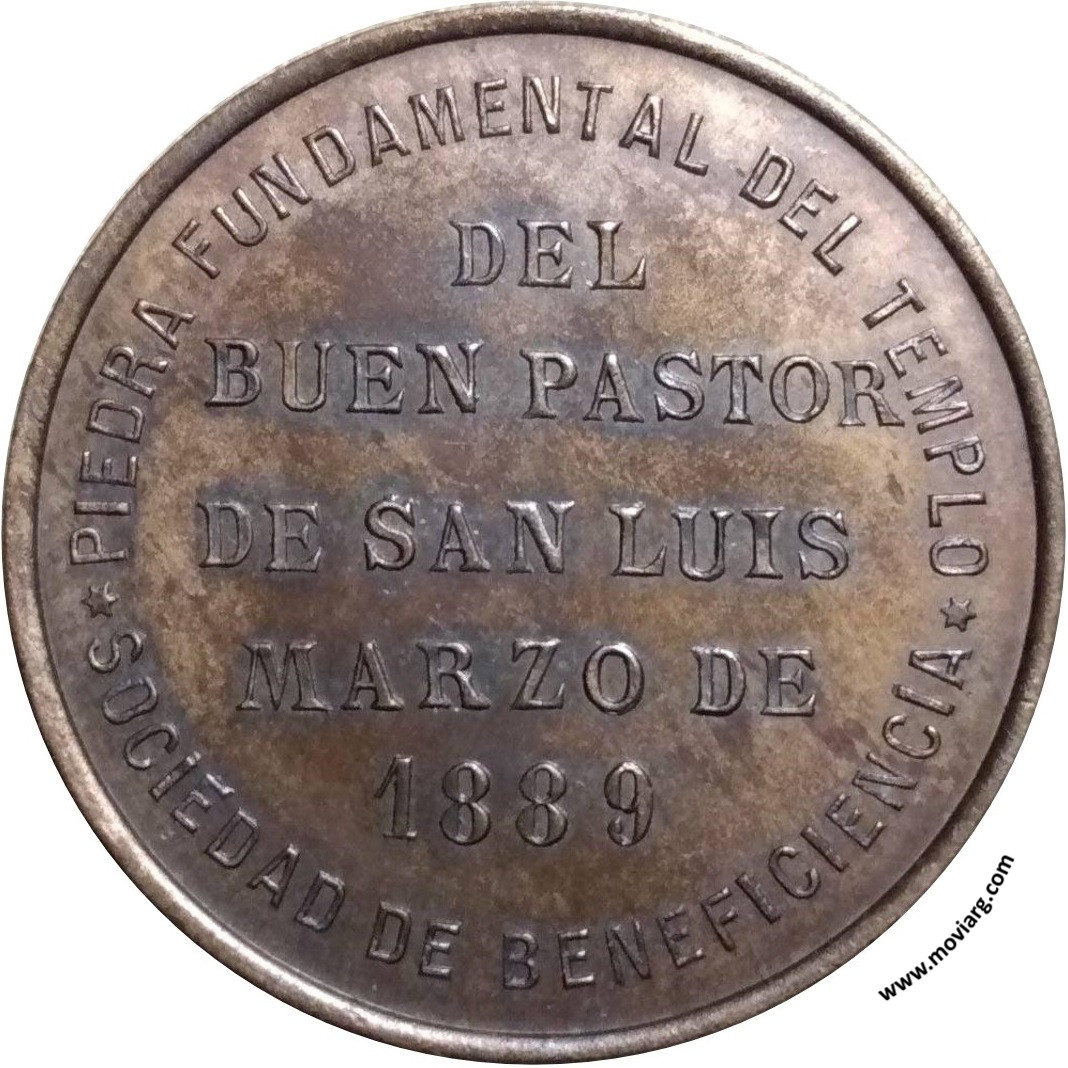 PIEDRA FUNDAMENTAL DEL TEMPLO
DEL
BUEN PASTOR
DE SAN LUIS
MARZO DE
1889
★ SOCIEDAD DE BENEFICIENCIA ★
www.moviarg.com